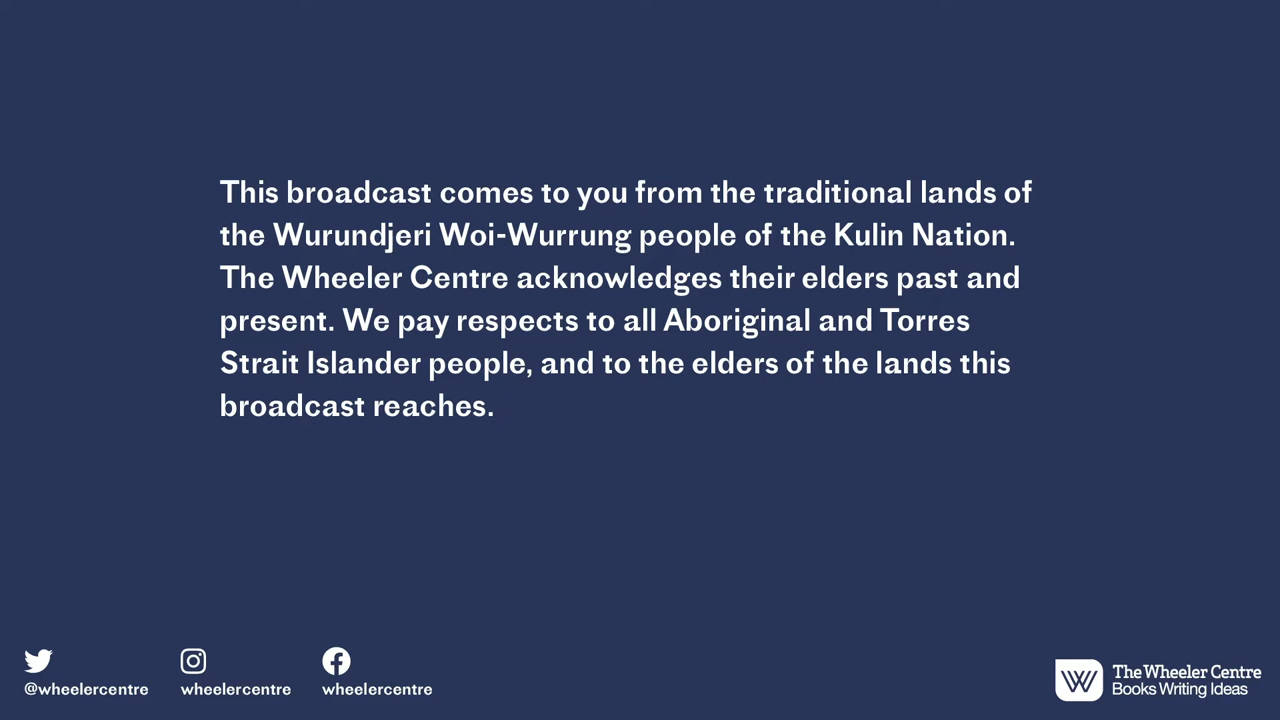 This broadcast comes to you from the traditional lands of
the Wurundjeri Woi-Wurrung people of the Kulin Nation.
The Wheeler Centre acknowledges their elders past and
present. We pay respects to all Aboriginal and Torres
Strait Islander people, and to the elders of the lands this
broadcast reaches.
@wheelercentre
wheelercentre
wheelercentre
The Wheeler Centre
Books Writing Ideas